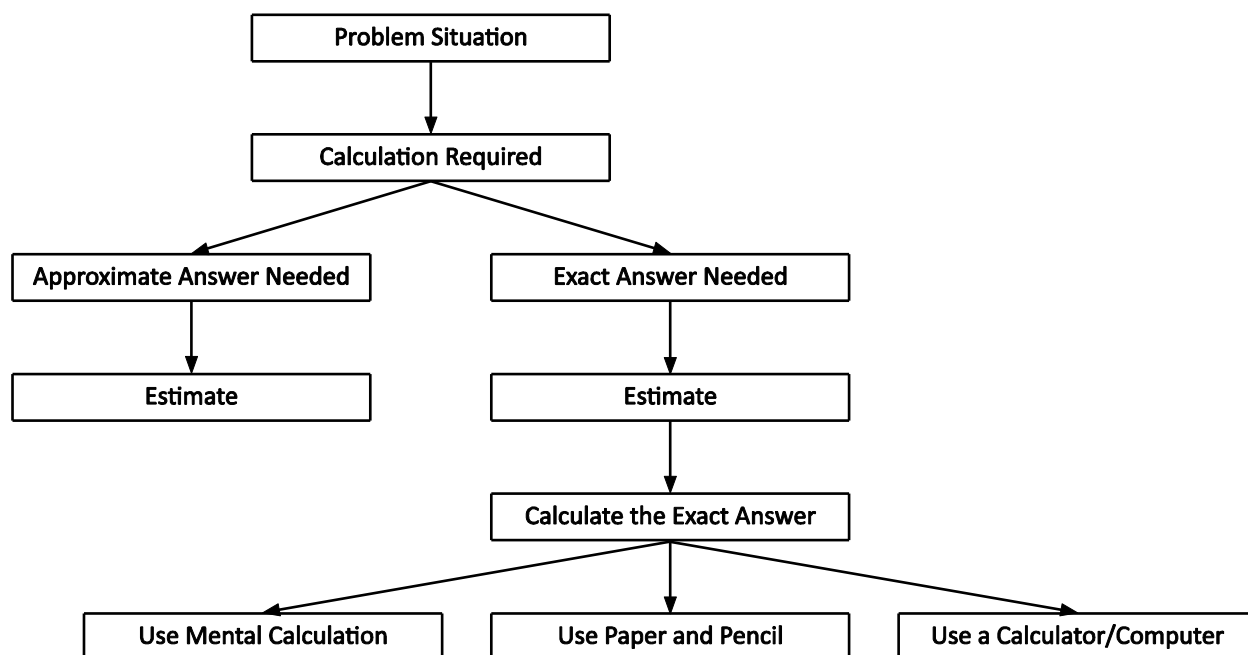 Problem Situation
Calculation Required
Approximate Answer Needed
Exact Answer Needed
Estimate
Estimate
Calculate the Exact Answer
Use Mental Calculation
Use Paper and Pencil
Use a Calculator/Computer